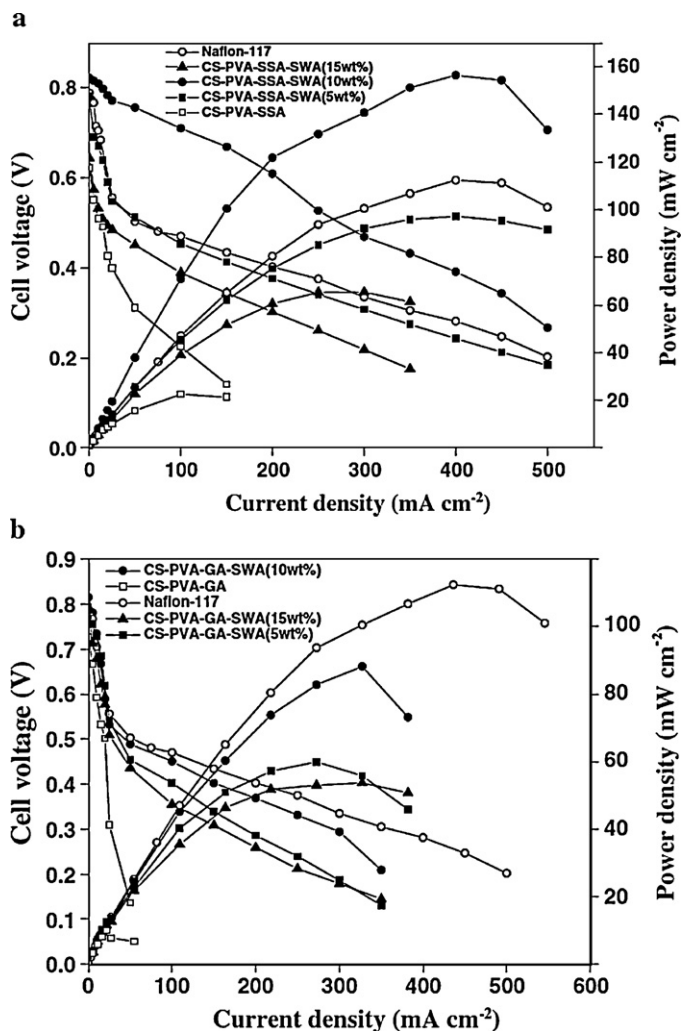 a
Nafion-117
CS-PVA-SSA-SWA(15wt%)
CS-PVA-SSA-SWA(10wt%)
CS-PVA-SSA-SWA(5wt%)
CS-PVA-SSA
0.8
0.6
0.4
0.2
0.0
Cell voltage (V)
160
140
120
100
80
60
40
20
Power density (mW cm-2)
0
100
200
300
400
500
Current density (mA cm-2)
b
CS-PVA-GA-SWA(10wt%)
CS-PVA-GA
Nafion-117
CS-PVA-GA-SWA(15wt%)
CS-PVA-GA-SWA(5wt%)
0.9
0.8
0.7
0.6
0.5
0.4
0.3
0.2
0.1
0.0
Cell voltage (V)
100
80
60
40
20
Power density (mW cm-2)
0
100
200
300
400
500
600
Current density (mA cm-2)